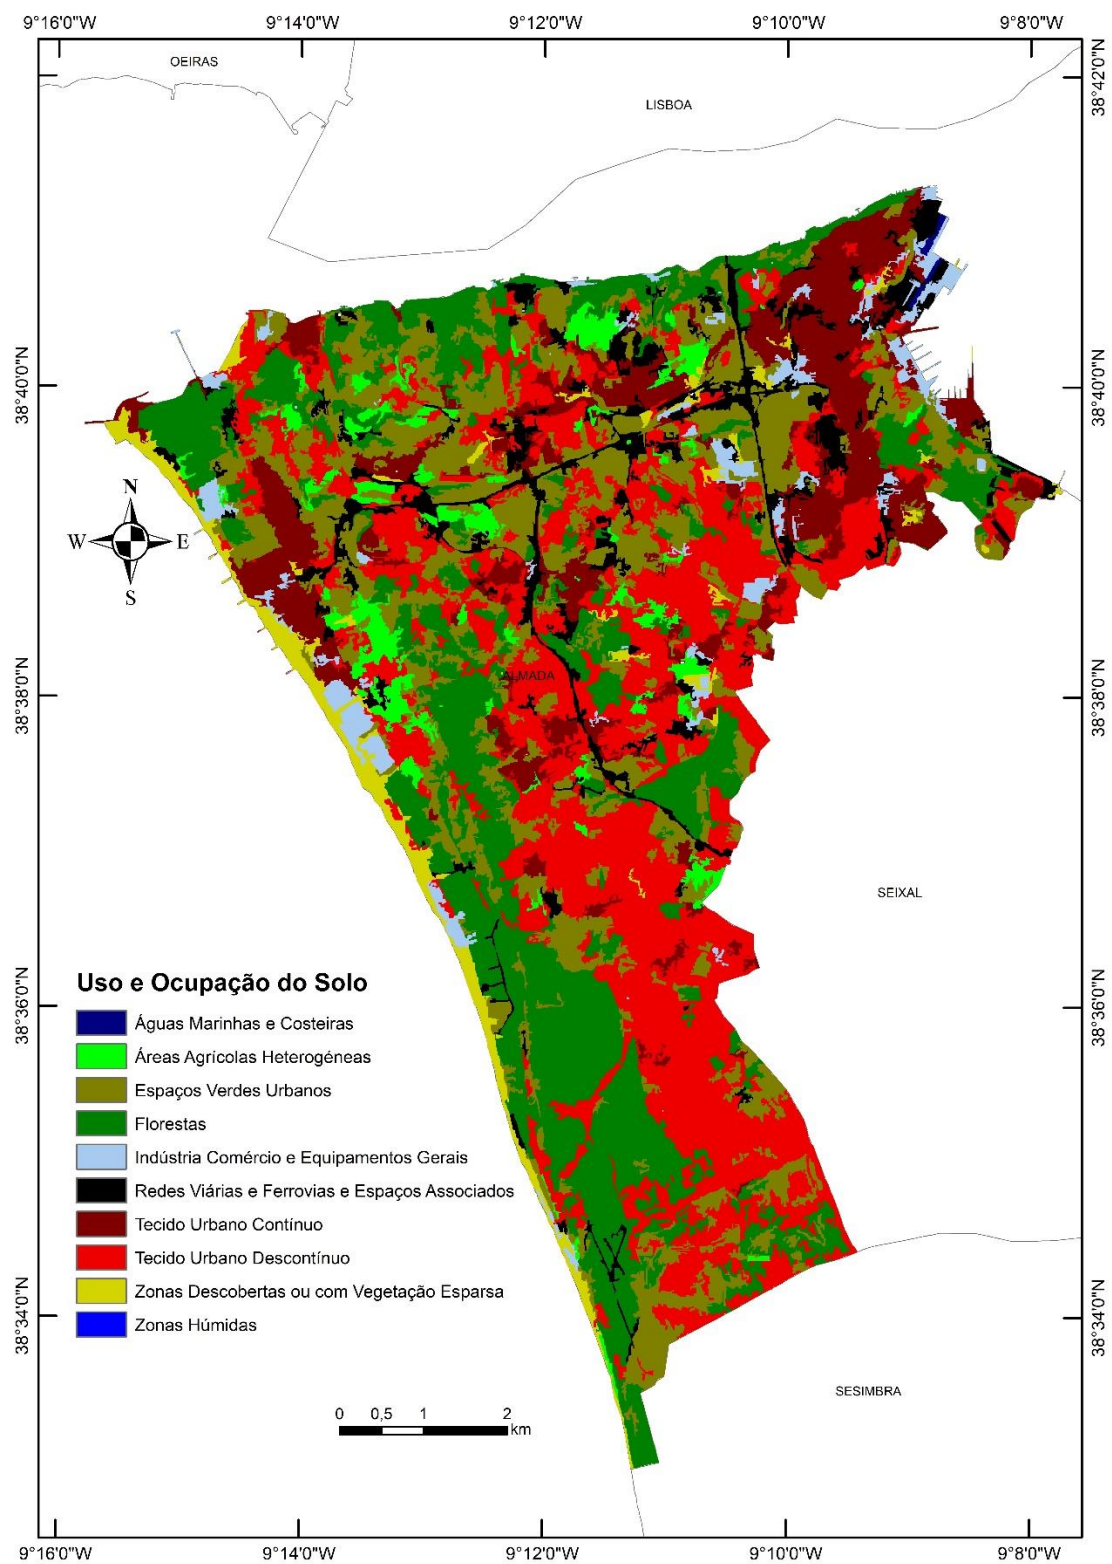 9°16'0"W 9°14'0"W 9°12'0"W 9°10'0"W 9°8'0"W
OEIRAS
38°42'0"N 38°42'0"N
LISBOA
38°40'0"N 38°40'0"N
N
W E
S
ALMADA
38°38'0"N 38°38'0"N
SEIXAL
Uso e Ocupação do Solo
38°36'0"N 38°36'0"N
Águas Marinhas e Costeiras
Áreas Agrícolas Heterogéneas
Espaços Verdes Urbanos
Florestas
Indústria Comércio e Equipamentos Gerais
Redes Viárias e Ferrovias e Espaços Associados
Tecido Urbano Contínuo
Tecido Urbano Descontínuo
Zonas Descobertas ou com Vegetação Esparsa
38°34'0"N 38°34'0"N
Zonas Húmidas
SESIMBRA
0 0,5 1 2
km
9°16'0"W 9°14'0"W 9°12'0"W 9°10'0"W 9°8'0"W